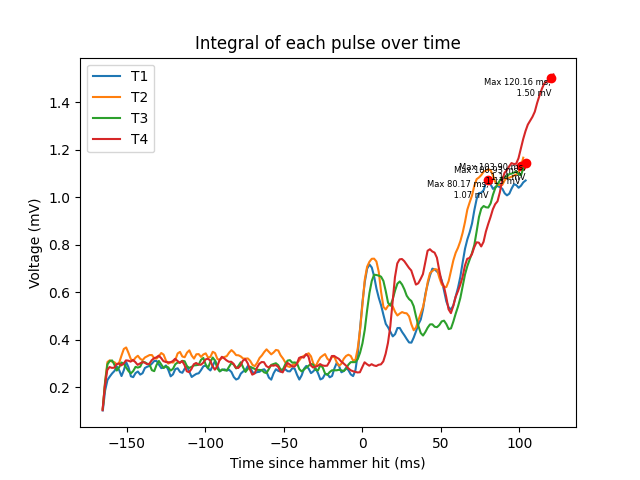 Integral of each pulse over time
T1
T2
T3
T4
Voltage (mV)
1.4
1.2
1.0
0.8
0.6
0.4
0.2
Max 120.16 ms,
1.50 mV
Max 80.17 ms,
1.07 mV
−150
−100
−50
0
50
100
Time since hammer hit (ms)